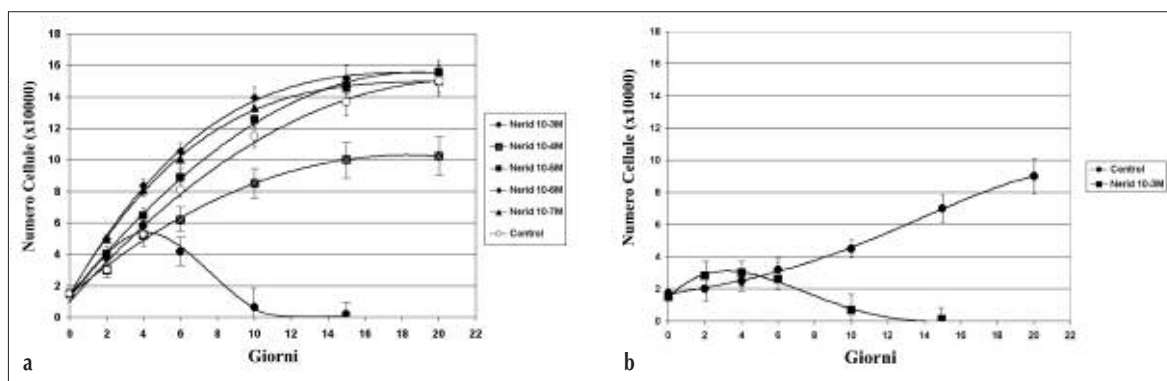 Numero Cellule (x10000)
18
16
14
12
10
8
6
4
2
0
0 2 4 6 8 10 12 14 16 18 20 22
Giorni
Nerid 10-3M
Nerid 10-4M
Nerid 10-5M
Nerid 10-6M
Nerid 10-7M
Control
a
Numero Cellule (x10000)
18
16
14
12
10
8
6
4
2
0
0 2 4 6 8 10 12 14 16 18 20 22
Giorni
Control
Nerid 10-3M
b